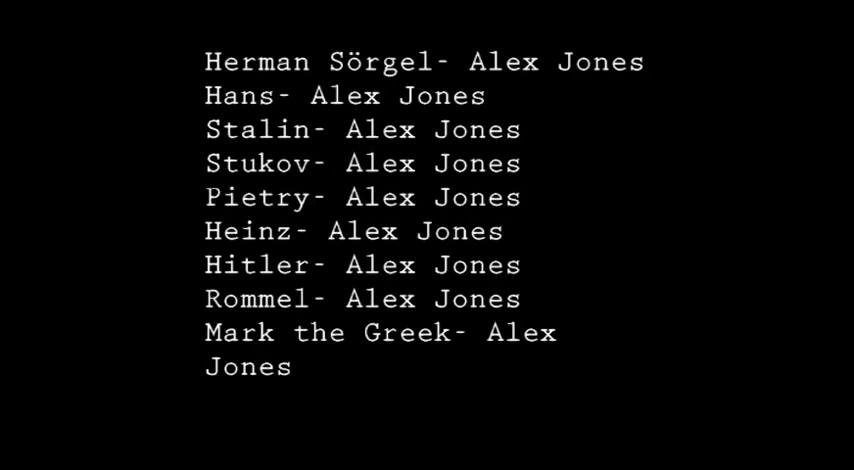 Herman Sörgel- Alex Jones
Hans- Alex Jones
Stalin- Alex Jones
Stukov- Alex Jones
Pietry- Alex Jones
Heinz- Alex Jones
Hitler- Alex Jones
Rommel- Alex Jones
Mark the Greek- Alex
Jones